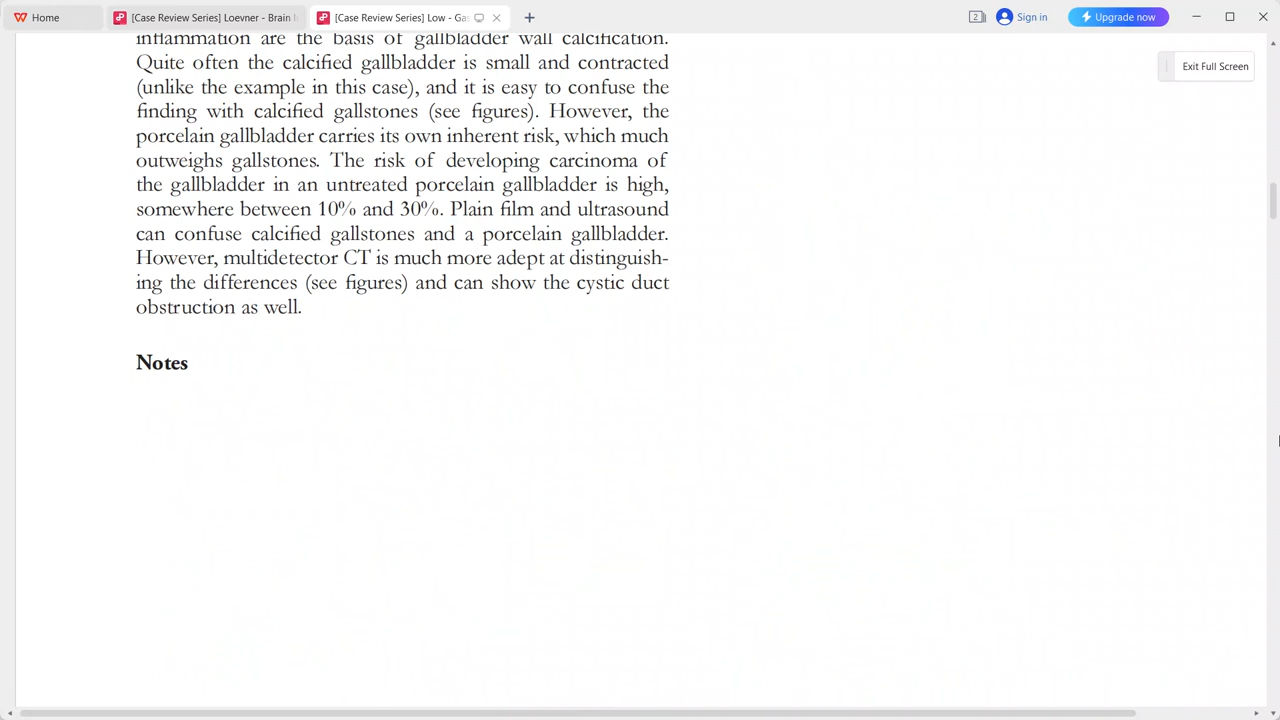 Home
[Case Review Series] Loevner - Brain I
[Case Review Series] Low - Gas
2
Sign in
Upgrade now
Exit Full Screen
inflammation are the basis of gallbladder wall calcification.
Quite often the calcified gallbladder is small and contracted
(unlike the example in this case), and it is easy to confuse the
finding with calcified gallstones (see figures). However, the
porcelain gallbladder carries its own inherent risk, which much
outweighs gallstones. The risk of developing carcinoma of
the gallbladder in an untreated porcelain gallbladder is high,
somewhere between 10% and 30%. Plain film and ultrasound
can confuse calcified gallstones and a porcelain gallbladder.
However, multidetector CT is much more adept at distinguish-
ing the differences (see figures) and can show the cystic duct
obstruction as well.
Notes